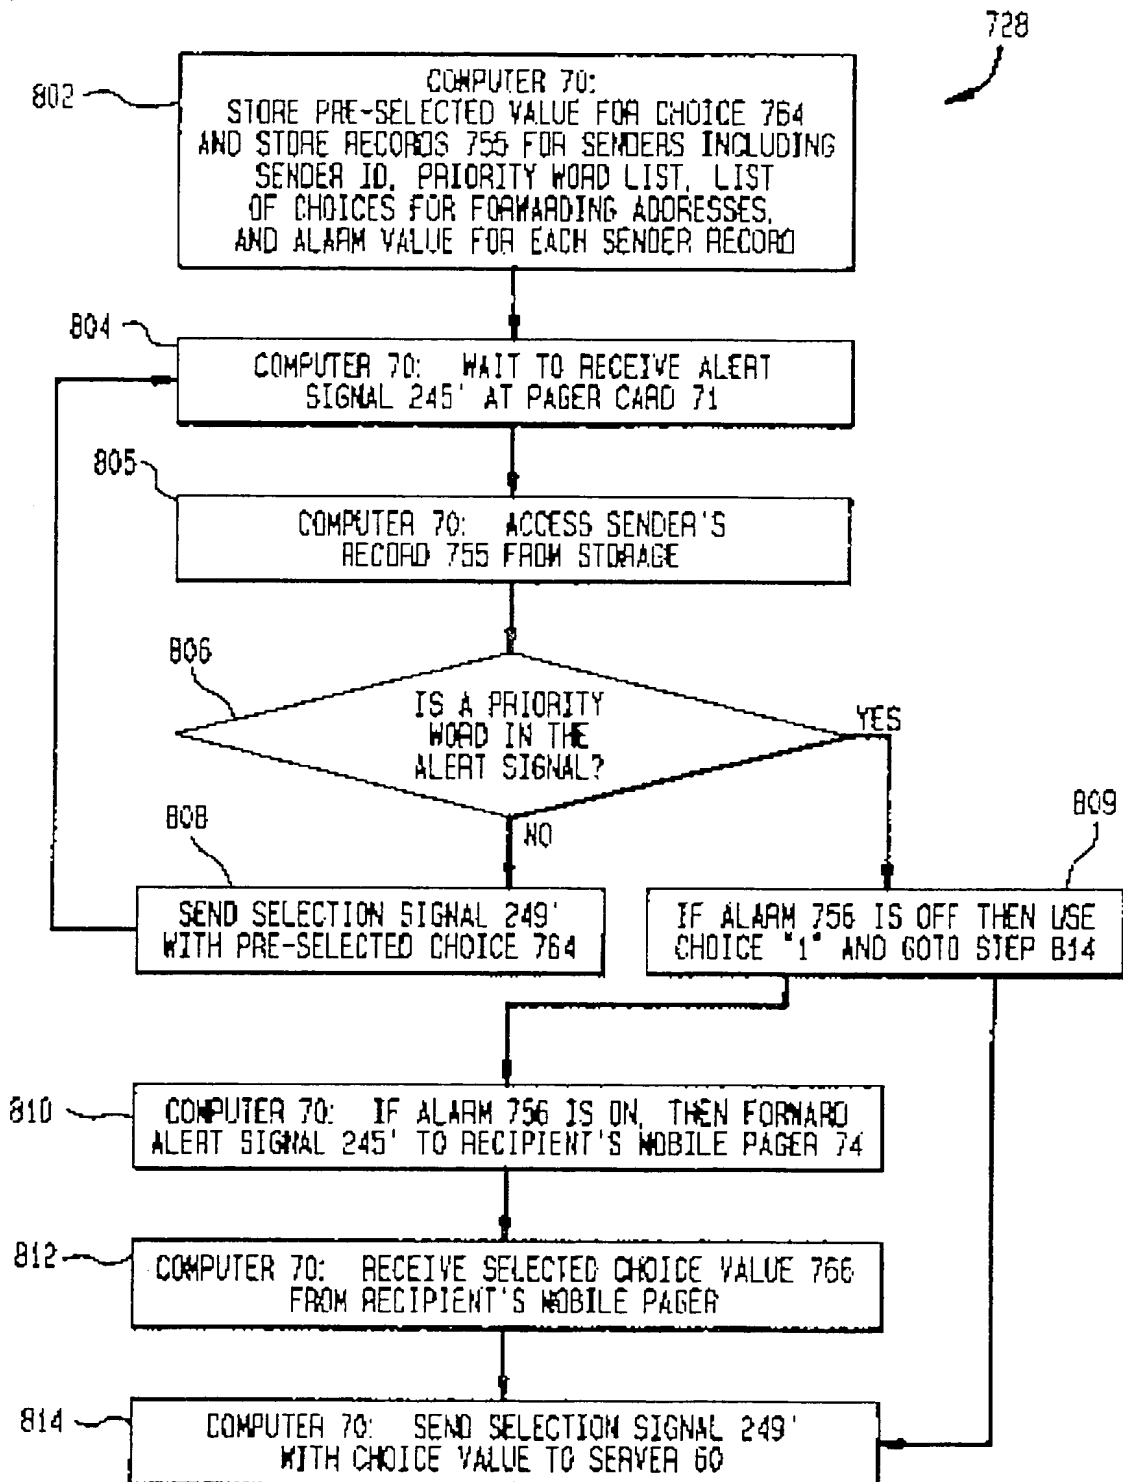 728
802
COMPUTER 70:
STORE PRE-SELECTED VALUE FOR CHOICE 764
AND STORE RECORDS 755 FOR SENDERS INCLUDING
SENDER ID, PRIORITY WORD LIST, LIST
OF CHOICES FOR FORWARDING ADDRESSES,
AND ALARM VALUE FOR EACH SENDER RECORD
804
COMPUTER 70: WAIT TO RECEIVE ALERT
SIGNAL 245' AT PAGER CARD 71
805
COMPUTER 70: ACCESS SENDER'S
RECORD 755 FROM STORAGE
806
IS A PRIORITY
WORD IN THE
ALERT SIGNAL?
YES
NO
808
SEND SELECTION SIGNAL 249'
WITH PRE-SELECTED CHOICE 764
809
IF ALARM 756 IS OFF THEN USE
CHOICE "1" AND GOTO STEP 814
810
COMPUTER 70: IF ALARM 756 IS ON, THEN FORWARD
ALERT SIGNAL 245' TO RECIPIENT'S MOBILE PAGER 74
812
COMPUTER 70: RECEIVE SELECTED CHOICE VALUE 766
FROM RECIPIENT'S MOBILE PAGER
814
COMPUTER 70: SEND SELECTION SIGNAL 249'
WITH CHOICE VALUE TO SERVER 60